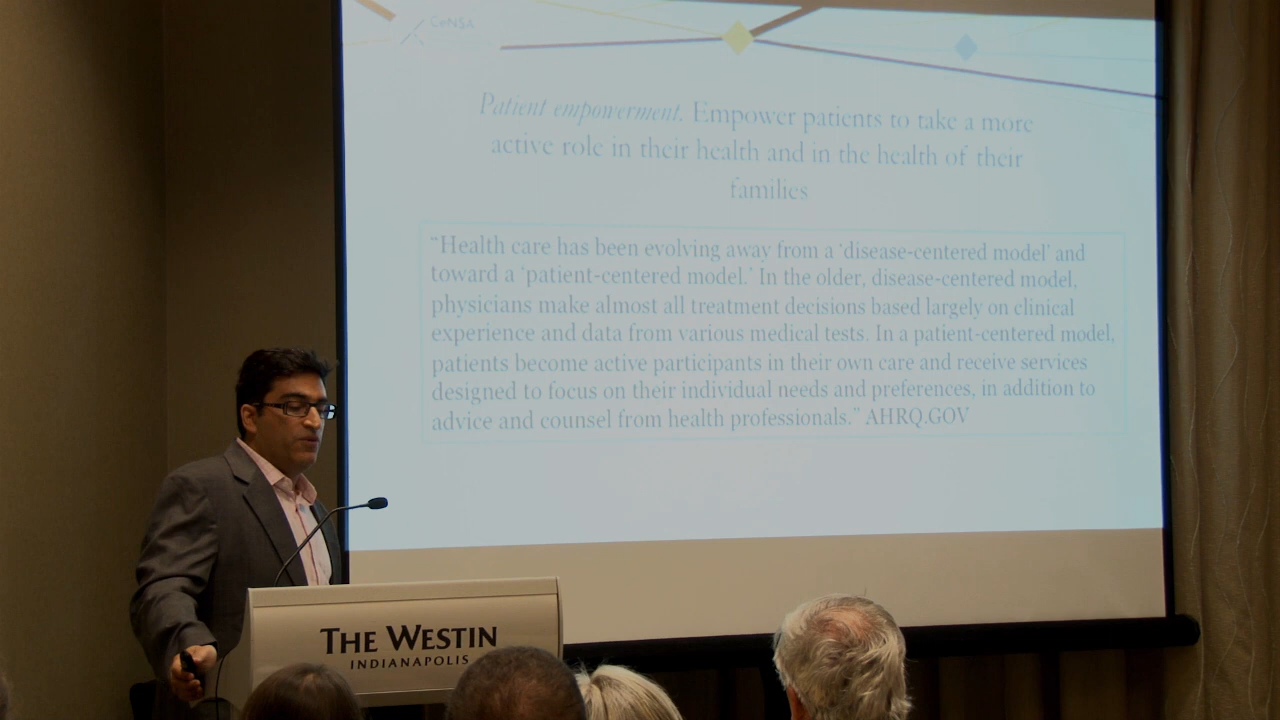 CoNSA
Patient empowerment. Empower patients to take a more
active role in their health and in the health of their
families
“Health care has been evolving away from a ‘disease-centered model’ and
toward a ‘patient-centered model.’ In the older, disease-centered model,
physicians make almost all treatment decisions based largely on clinical
experience and data from various medical tests. In a patient-centered model,
patients become active participants in their own care and receive services
designed to focus on their individual needs and preferences, in addition to
advice and counsel from health professionals.” AHRQ.GOV
THE WESTIN
INDIANAPOLIS